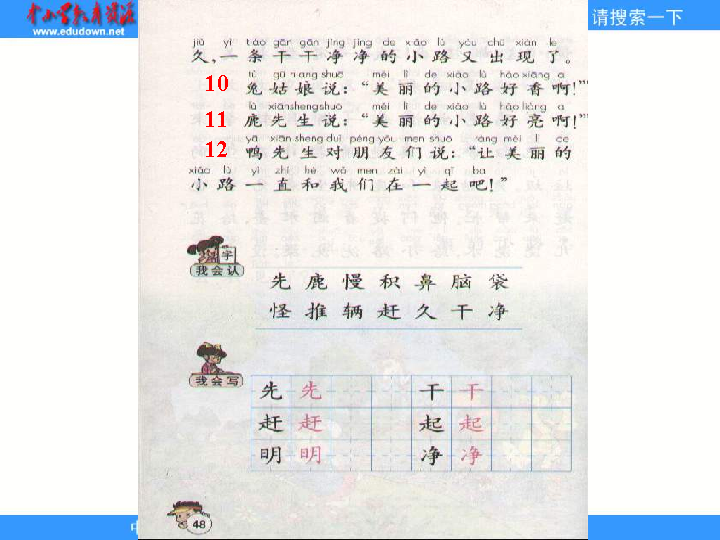 中小学教育资源
www.edudown.net
请搜索一下
jiǔ yì tiáo gān gān jìng jìng de xiǎo lù yòu chū xiàn le
久,一条干干净净的小路又出现了。
10
tù gū niang shuō měi lì de xiǎo lù hǎo xiāng a
兔姑娘说:“美丽的小路好香啊!”
11
lù xiān sheng shuō měi lì de xiǎo lù hǎo liàng a
鹿先生说:“美丽的小路好亮啊!”
12
yā xiān sheng duì péng yǒu men shuō ràng měi lì de
鸭先生对朋友们说:“让美丽的
xiǎo lù yì zhí hé wǒ men zài yì qǐ ba
小路一直和我们在一起吧!”
字
我会认
先 鹿 慢 积 鼻 脑 袋
怪 推 辆 赶 久 干 净
我会写
先 先 干 干
赶 赶 起 起
明 明 净 净
48